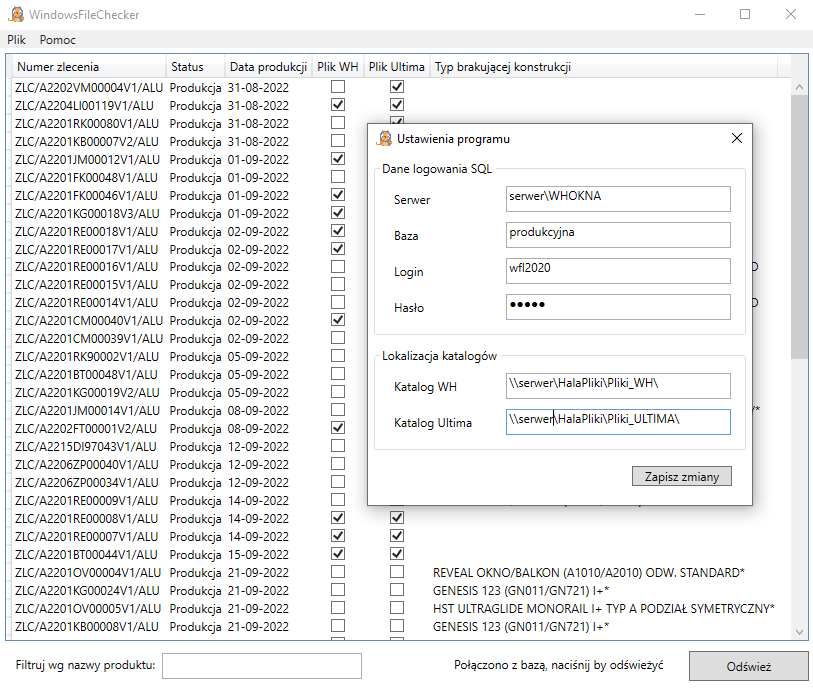 WindowsFileChecker
Plik Pomoc
Numer zlecenia Status Data produkcji Plik WH Plik Ultima Typ brakującej konstrukcji
ZLC/A2202VM00004V1/ALU Produkcja 31-08-2022
ZLC/A2204LI00119V1/ALU Produkcja 31-08-2022
ZLC/A2201RK00080V1/ALU Produkcja 31-08-2022
ZLC/A2201KB00007V2/ALU Produkcja 31-08-2022
ZLC/A2201JM00012V1/ALU Produkcja 01-09-2022
ZLC/A2201FK00048V1/ALU Produkcja 01-09-2022
ZLC/A2201FK00046V1/ALU Produkcja 01-09-2022
ZLC/A2201KG00018V3/ALU Produkcja 01-09-2022
ZLC/A2201RE00018V1/ALU Produkcja 01-09-2022
ZLC/A2201RE00017V1/ALU Produkcja 01-09-2022
ZLC/A2201RE00016V1/ALU Produkcja 02-09-2022
ZLC/A2201RE00015V1/ALU Produkcja 02-09-2022
ZLC/A2201RE00014V1/ALU Produkcja 02-09-2022
ZLC/A2201CM00040V1/ALU Produkcja 02-09-2022
ZLC/A2201CM00039V1/ALU Produkcja 02-09-2022
ZLC/A2201RK90002V1/ALU Produkcja 05-09-2022
ZLC/A2201BT00048V1/ALU Produkcja 05-09-2022
ZLC/A2201KG00019V2/ALU Produkcja 05-09-2022
ZLC/A2201JM00014V1/ALU Produkcja 08-09-2022
ZLC/A2202FT00001V2/ALU Produkcja 08-09-2022
ZLC/A2215DI97043V1/ALU Produkcja 12-09-2022
ZLC/A2206ZP00040V1/ALU Produkcja 12-09-2022
ZLC/A2206ZP00034V1/ALU Produkcja 12-09-2022
ZLC/A2201RE00009V1/ALU Produkcja 14-09-2022
ZLC/A2201RE00008V1/ALU Produkcja 14-09-2022
ZLC/A2201RE00007V1/ALU Produkcja 14-09-2022
ZLC/A2201BT00044V1/ALU Produkcja 15-09-2022
ZLC/A2201OV00004V1/ALU Produkcja 21-09-2022 REVEAL OKNO/BALKON (A1010/A2010) ODW. STANDARD*
ZLC/A2201KG00024V1/ALU Produkcja 21-09-2022 GENESIS 123 (GN011/GN721) I+*
ZLC/A2201OV00005V1/ALU Produkcja 21-09-2022 HST ULTRAGLIDE MONORAIL I+ TYP A PODZIAŁ SYMETRYCZNY*
ZLC/A2201KB00008V1/ALU Produkcja 21-09-2022 GENESIS 123 (GN011/GN721) I+*
Ustawienia programu
Dane logowania SQL
Serwer serwer\WHOKNA
Baza produkcyjna
Login wfl2020
Hasło •••••
Lokalizacja katalogów
Katalog WH \\serwer\HalaPliki\Pliki_WH\
Katalog Ultima \\serwer\HalaPliki\Pliki_ULTIMA\
Zapisz zmiany
Filtruj wg nazwy produktu: Połączono z bazą, naciśnij by odświeżyć Odśwież